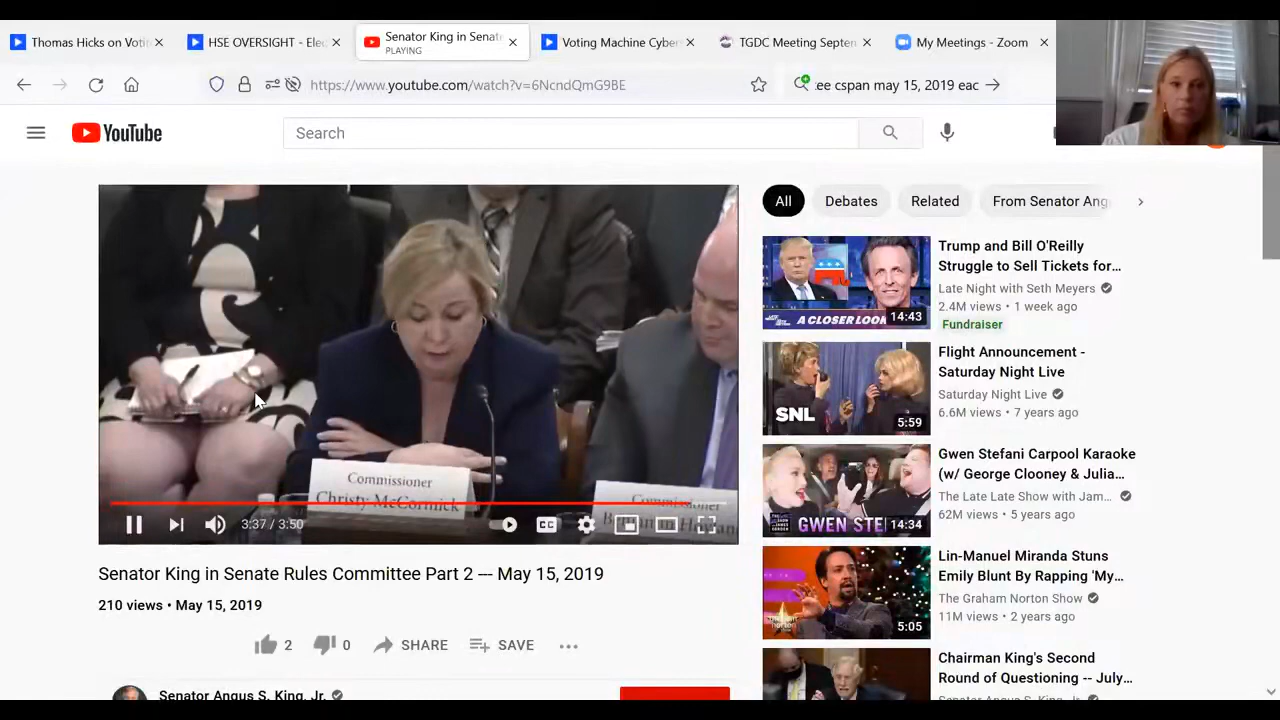 Thomas Hicks on Voti
HSE OVERSIGHT - Ele
Senator King in Senate
PLAYING
Voting Machine Cyber
TGDC Meeting Septen
My Meetings - Zoom
https://www.youtube.com/watch?v=6NcndQmG9BE
ee cspan may 15, 2019 eac
YouTube
Search
Commissioner
Christy McCormick
Commissioner
3:37 / 3:50
CC
Senator King in Senate Rules Committee Part 2 --- May 15, 2019
210 views • May 15, 2019
2
0
SHARE
SAVE
Senator Angus S. King, Jr.
All
Debates
Related
From Senator Ang
A CLOSER LOOK
14:43
Trump and Bill O'Reilly
Struggle to Sell Tickets for...
Late Night with Seth Meyers
2.4M views • 1 week ago
Fundraiser
SNL
5:59
Flight Announcement -
Saturday Night Live
Saturday Night Live
6.6M views • 7 years ago
GWEN STE
14:34
Gwen Stefani Carpool Karaoke
(w/ George Clooney & Julia...
The Late Late Show with Jam...
62M views • 5 years ago
5:05
Lin-Manuel Miranda Stuns
Emily Blunt By Rapping 'My...
The Graham Norton Show
11M views • 2 years ago
Chairman King's Second
Round of Questioning -- July...